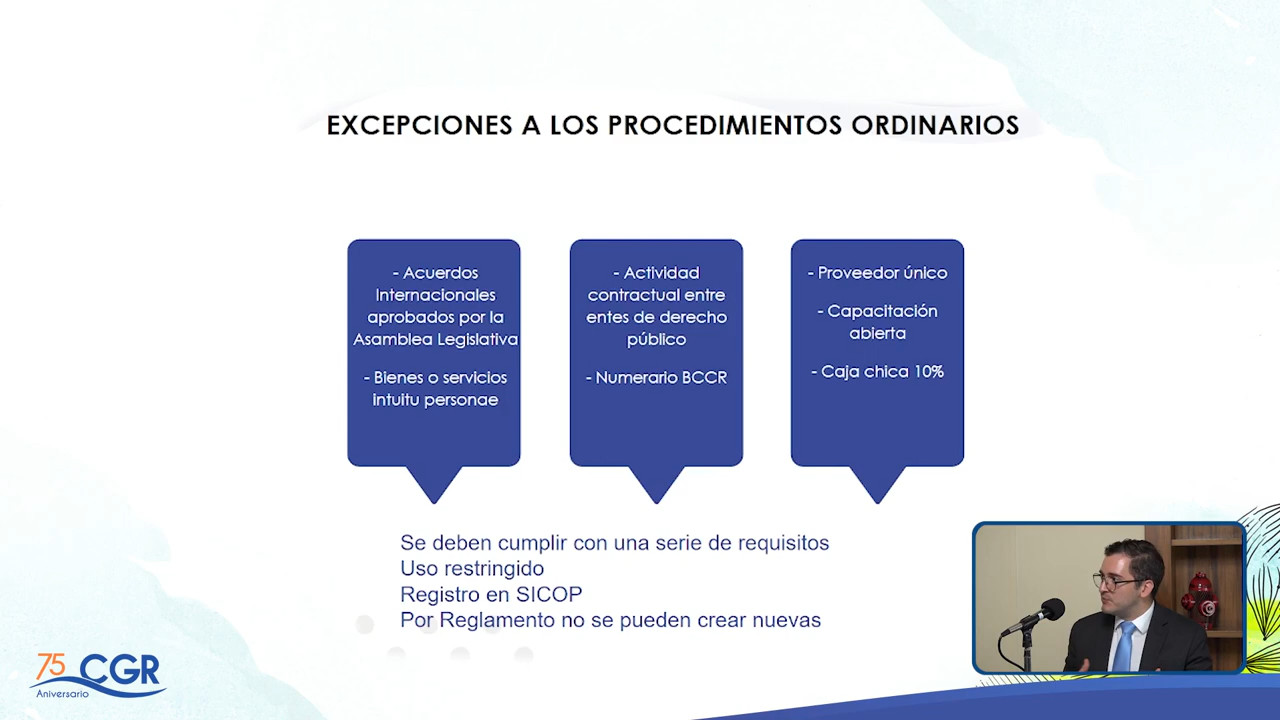 EXCEPCIONES A LOS PROCEDIMIENTOS ORDINARIOS
- Acuerdos
Internacionales
aprobados por la
Asamblea Legislativa
- Bienes o servicios
intuitu personae
- Actividad
contractual entre
entes de derecho
público
- Numerario BCCR
- Proveedor único
- Capacitación
abierta
- Caja chica 10%
Se deben cumplir con una serie de requisitos
Uso restringido
Registro en SICOP
Por Reglamento no se pueden crear nuevas
75 CGR
Aniversario